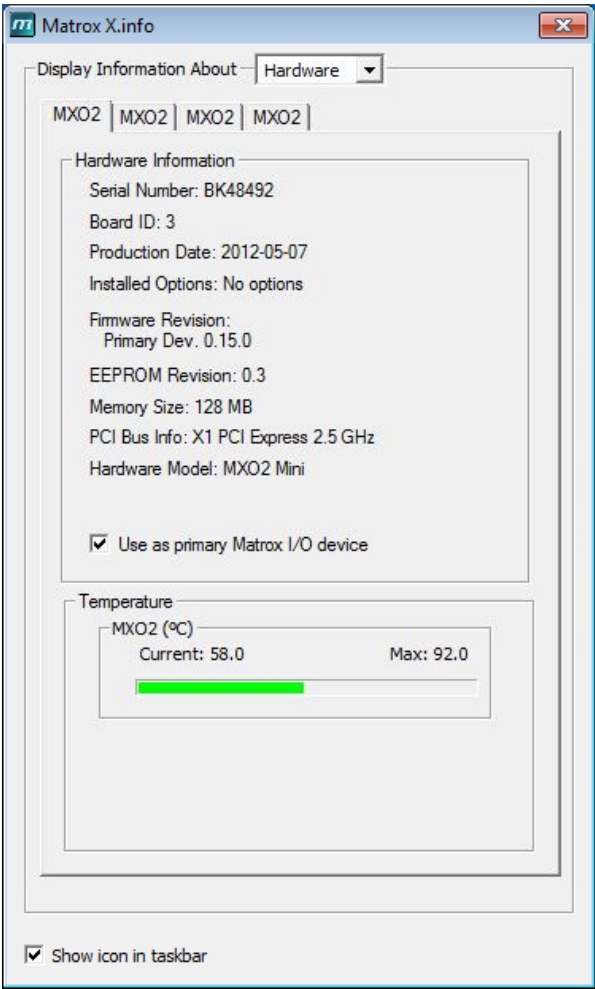 m Matrox X.info
Display Information About Hardware
MXO2 MXO2 MXO2 MXO2
Hardware Information
Serial Number: BK48492
Board ID: 3
Production Date: 2012-05-07
Installed Options: No options
Firmware Revision:
Primary Dev. 0.15.0
EEPROM Revision: 0.3
Memory Size: 128 MB
PCI Bus Info: X1 PCI Express 2.5 GHz
Hardware Model: MXO2 Mini
Use as primary Matrox I/O device
Temperature
MXO2 (ºC)
Current: 58.0 Max: 92.0
Show icon in taskbar